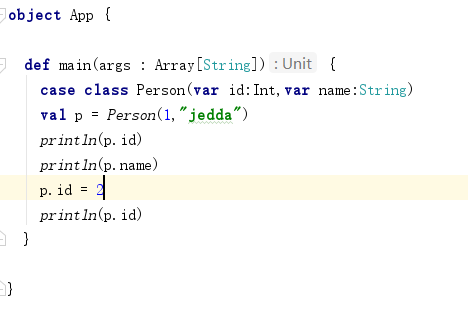 object App {
def main(args : Array[String]) : Unit {
case class Person(var id:Int,var name:String)
val p = Person(1,"jedda")
println(p.id)
println(p.name)
p.id = 2
println(p.id)
}
}